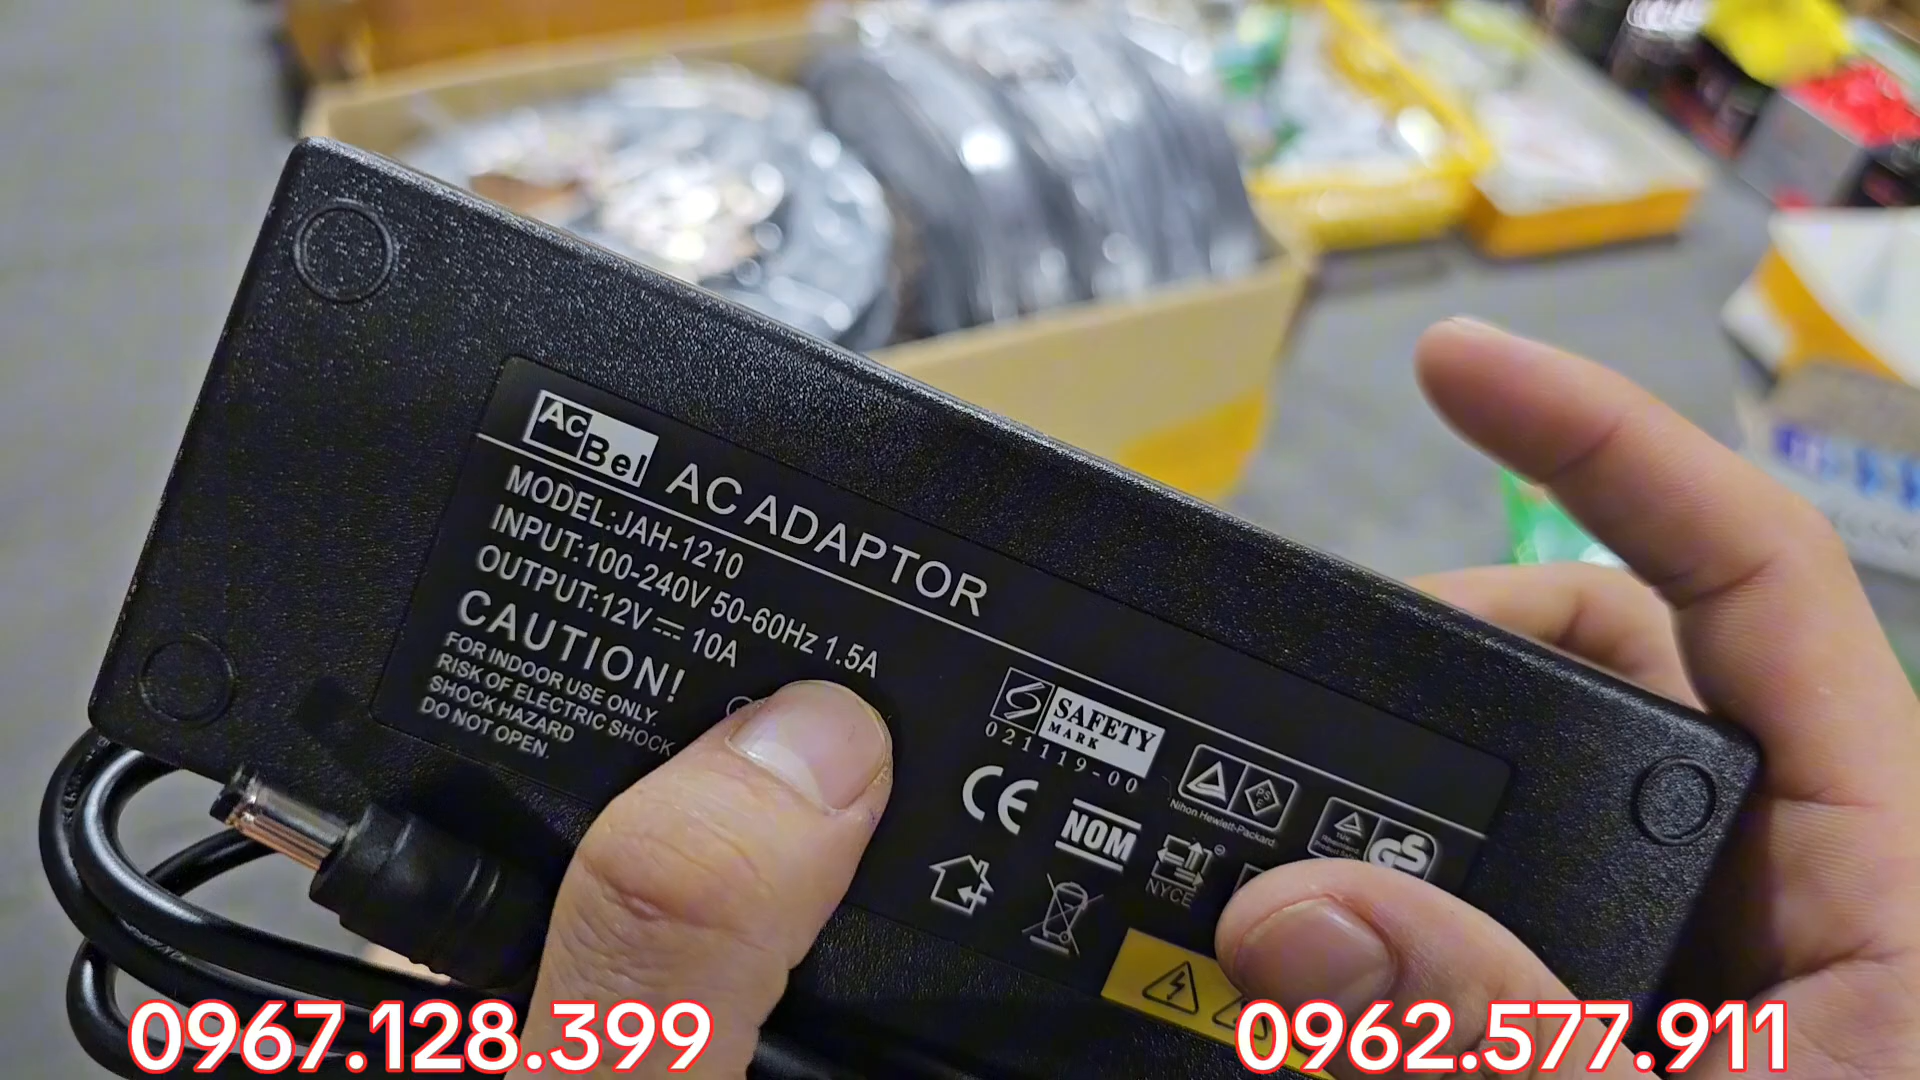 AcBel AC ADAPTOR
MODEL:JAH-1210
INPUT:100-240V 50-60Hz 1.5A
OUTPUT:12V⎓10A
CAUTION!
FOR INDOOR USE ONLY.
RISK OF ELECTRIC SHOCK
SHOCK HAZARD
DO NOT OPEN.
S SAFETY
MARK
021119-00
PSE
Nihon Hewlett-Packard
GS
CE
NOM
NYCE
0967.128.399
0962.577.911